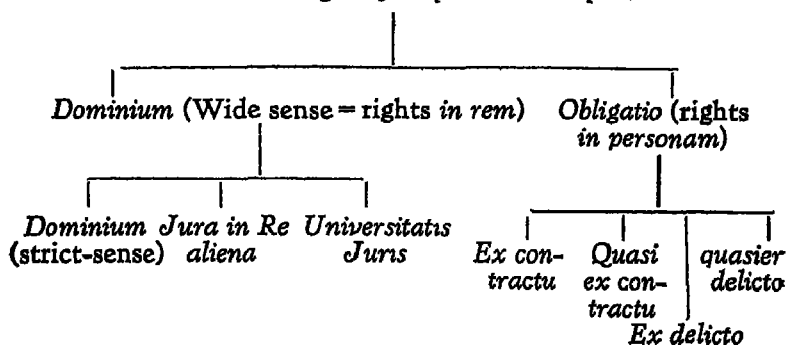 Dominium (Wide sense = rights in rem)
Obligatio (rights
in personam)
Dominium
(strict-sense)
Jura in Re
aliena
Universitatis
Juris
Ex con-
tractu
Quasi
ex con-
tractu
Ex delicto
quasier
delicto